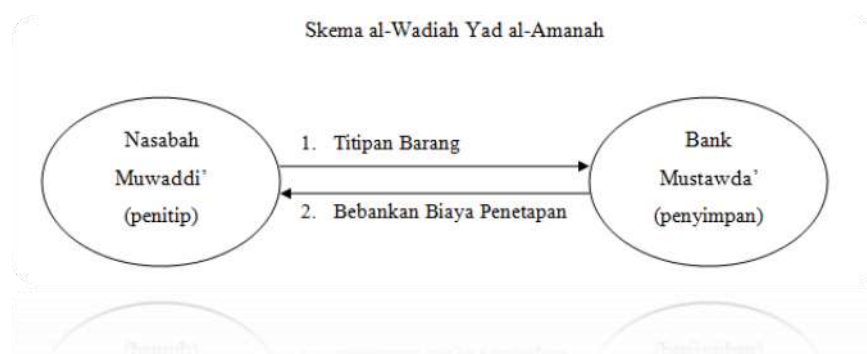 Skema al-Wadiah Yad al-Amanah
Nasabah
Muwaddi’
(penitip)
1. Titipan Barang
2. Bebankan Biaya Penetapan
Bank
Mustawda’
(penyimpan)